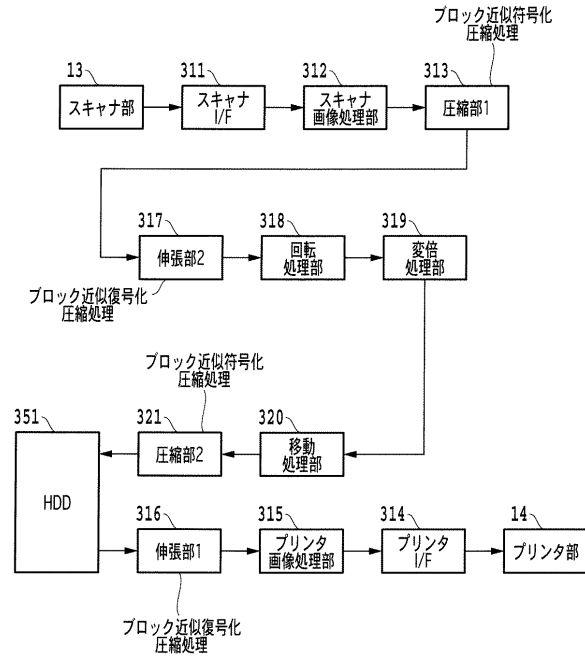 ブロック近似符号化
圧縮処理
13
311
312
313
スキャナ部
スキャナ
I/F
スキャナ
画像処理部
圧縮部1
317
318
319
伸張部2
回転
処理部
変倍
処理部
ブロック近似復号化
圧縮処理
ブロック近似符号化
圧縮処理
351
321
320
HDD
圧縮部2
移動
処理部
316
315
314
14
伸張部1
プリンタ
画像処理部
プリンタ
I/F
プリンタ部
ブロック近似復号化
圧縮処理